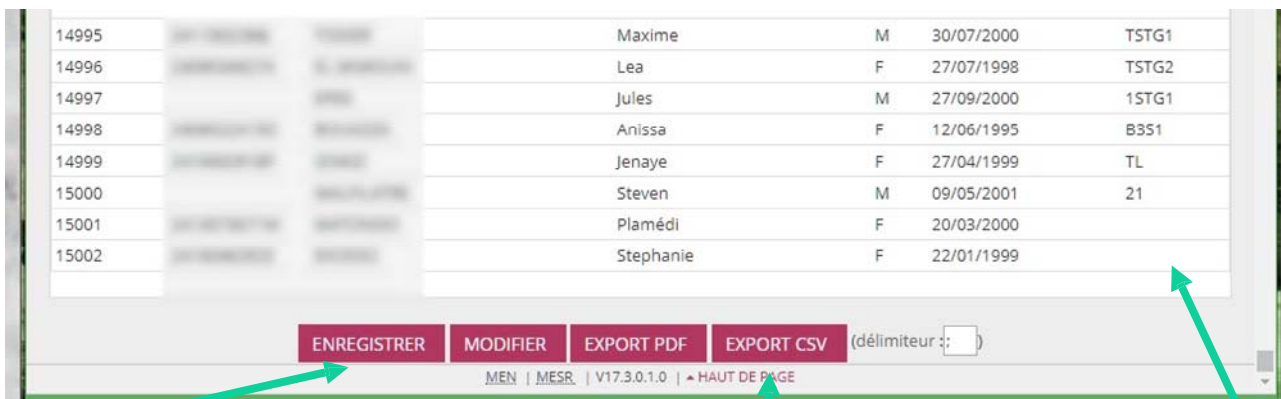 14995 Maxime M 30/07/2000 TSTG1
14996 Lea F 27/07/1998 TSTG2
14997 Jules M 27/09/2000 1STG1
14998 Anissa F 12/06/1995 B3S1
14999 Jenaye F 27/04/1999 TL
15000 Steven M 09/05/2001 21
15001 Plamédi F 20/03/2000
15002 Stephanie F 22/01/1999
ENREGISTRER MODIFIER EXPORT PDF EXPORT CSV (délimiteur :; )
MEN | MESR | V17.3.0.1.0 | HAUT DE PAGE